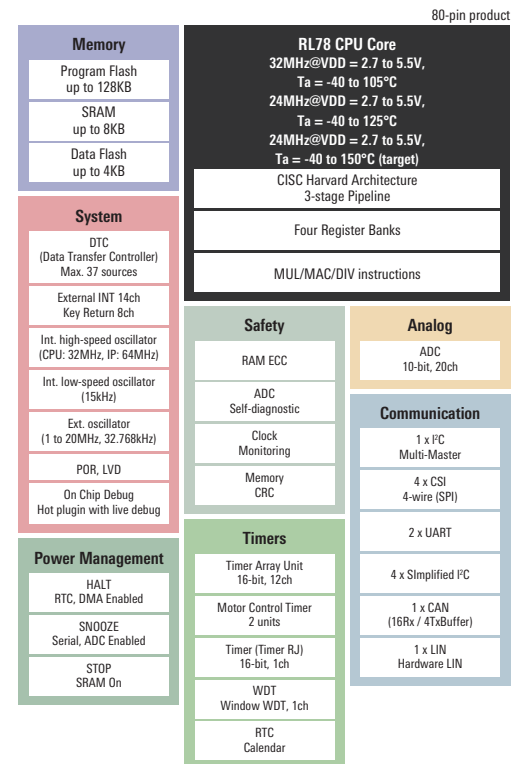 80-pin product
Memory
Program Flash
up to 128KB
SRAM
up to 8KB
Data Flash
up to 4KB
RL78 CPU Core
32MHz@VDD = 2.7 to 5.5V,
Ta = -40 to 105°C
24MHz@VDD = 2.7 to 5.5V,
Ta = -40 to 125°C
24MHz@VDD = 2.7 to 5.5V,
Ta = -40 to 150°C (target)
CISC Harvard Architecture
3-stage Pipeline
Four Register Banks
MUL/MAC/DIV instructions
System
DTC
(Data Transfer Controller)
Max. 37 sources
External INT 14ch
Key Return 8ch
Int. high-speed oscillator
(CPU: 32MHz, IP: 64MHz)
Int. low-speed oscillator
(15kHz)
Ext. oscillator
(1 to 20MHz, 32.768kHz)
POR, LVD
On Chip Debug
Hot plugin with live debug
Safety
RAM ECC
ADC
Self-diagnostic
Clock
Monitoring
Memory
CRC
Analog
ADC
10-bit, 20ch
Communication
1 x I²C
Multi-Master
4 x CSI
4-wire (SPI)
2 x UART
4 x SImplified I²C
1 x CAN
(16Rx / 4TxBuffer)
1 x LIN
Hardware LIN
Power Management
HALT
RTC, DMA Enabled
SNOOZE
Serial, ADC Enabled
STOP
SRAM On
Timers
Timer Array Unit
16-bit, 12ch
Motor Control Timer
2 units
Timer (Timer RJ)
16-bit, 1ch
WDT
Window WDT, 1ch
RTC
Calendar